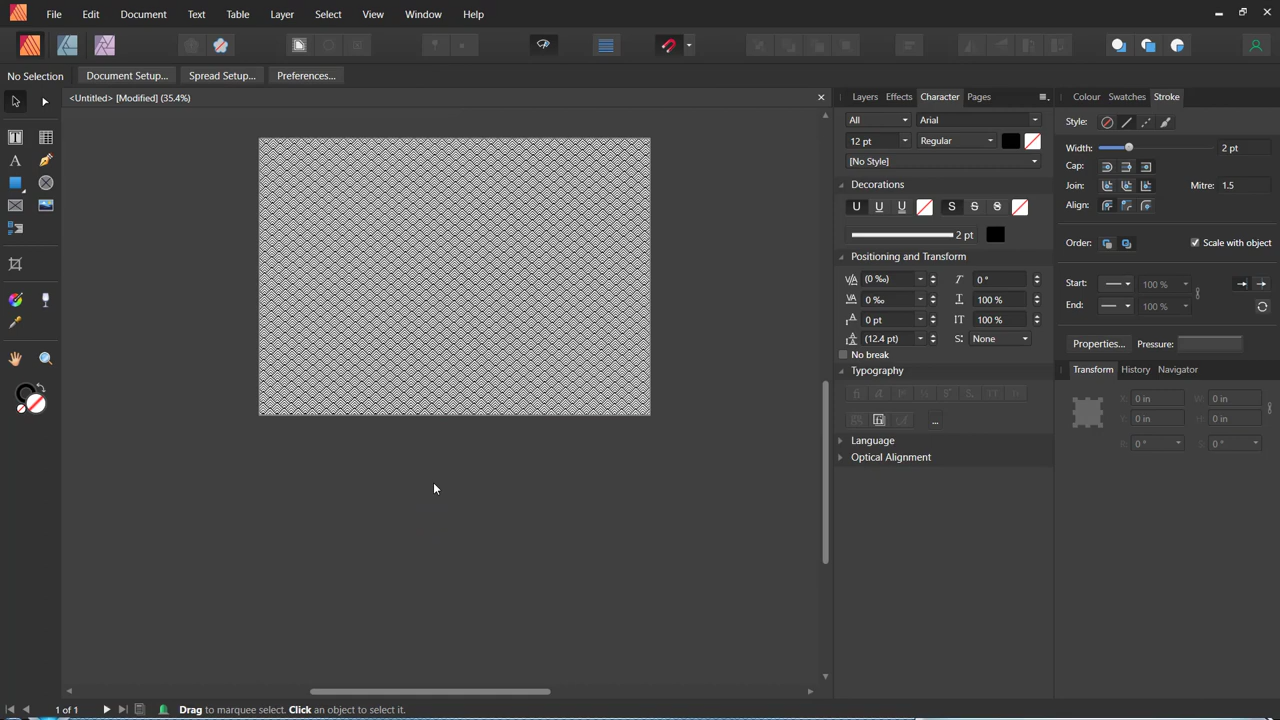 File Edit Document Text Table Layer Select View Window Help
No Selection Document Setup... Spread Setup... Preferences...
<Untitled> [Modified] (35.4%)
Layers Effects Character Pages
All Arial
12 pt Regular
[No Style]
Decorations
U U U S S S
2 pt
Positioning and Transform
(0 ‰) 0 °
0 ‰ 100 %
0 pt 100 %
(12.4 pt) None
No break
Typography
...
Language
Optical Alignment
Colour Swatches Stroke
Style:
Width: 2 pt
Cap:
Join: Mitre: 1.5
Align:
Order: Scale with object
Start: 100 %
End: 100 %
Properties... Pressure:
Transform History Navigator
X: 0 in W: 0 in
Y: 0 in H: 0 in
R: 0 ° S: 0 °
1 of 1 Drag to marquee select. Click an object to select it.